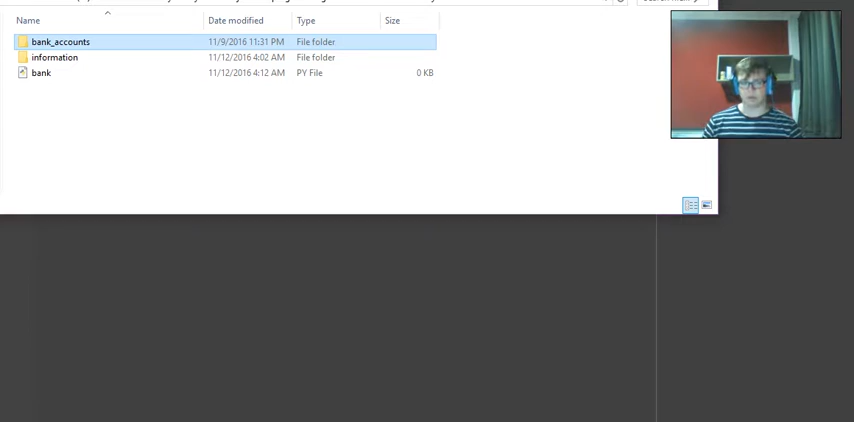 Name Date modified Type Size
bank_accounts 11/9/2016 11:31 PM File folder
information 11/12/2016 4:02 AM File folder
bank 11/12/2016 4:12 AM PY File 0 KB